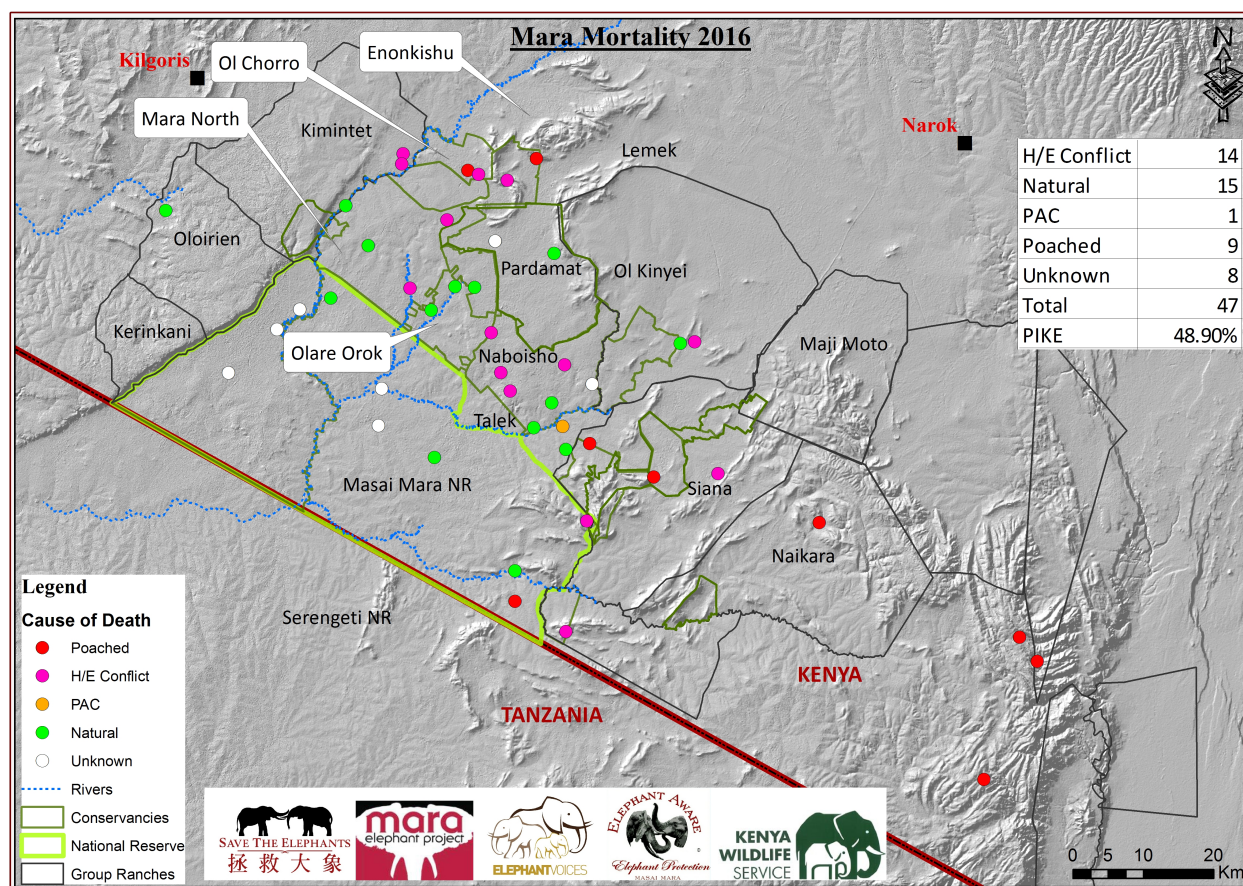 Mara Mortality 2016
N
Kilgoris
Ol Chorro
Enonkishu
Mara North
Kimintet
Narok
Lemek
H/E Conflict 14
Natural 15
PAC 1
Poached 9
Unknown 8
Total 47
PIKE 48.90%
Oloirien
Pardamat
Ol Kinyei
Kerinkani
Olare Orok
Naboisho
Maji Moto
Talek
Masai Mara NR
Siana
Naikara
Serengeti NR
KENYA
TANZANIA
Legend
Cause of Death
Poached
H/E Conflict
PAC
Natural
Unknown
Rivers
Conservancies
National Reserve
Group Ranches
SAVE THE ELEPHANTS
拯救大象
mara
elephant project
ELEPHANTVOICES
ELEPHANT AWARE
Elephant Protection
MASAI MARA
KENYA
WILDLIFE
SERVICE
0 5 10 20
Km